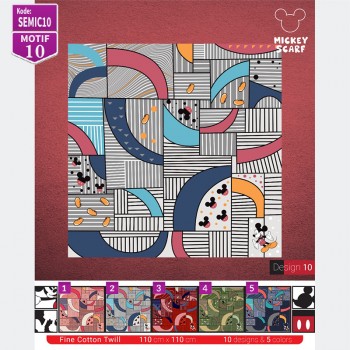 Kode:
SEMIC10
MOTIF
10
MICKEY
SCARF
Design 10
1
2
3
4
5
Fine Cotton Twill
110 cm x 110 cm
10 designs & 5 colors